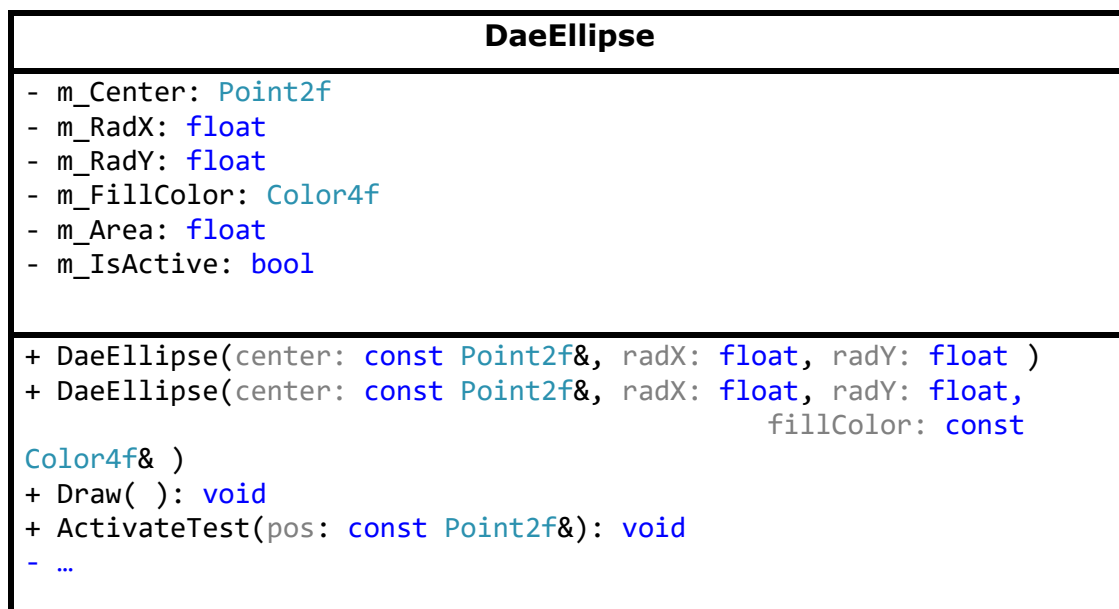 DaeEllipse
- m_Center: Point2f
- m_RadX: float
- m_RadY: float
- m_FillColor: Color4f
- m_Area: float
- m_IsActive: bool
+ DaeEllipse(center: const Point2f&, radX: float, radY: float )
+ DaeEllipse(center: const Point2f&, radX: float, radY: float,
fillColor: const
Color4f& )
+ Draw( ): void
+ ActivateTest(pos: const Point2f&): void
- …